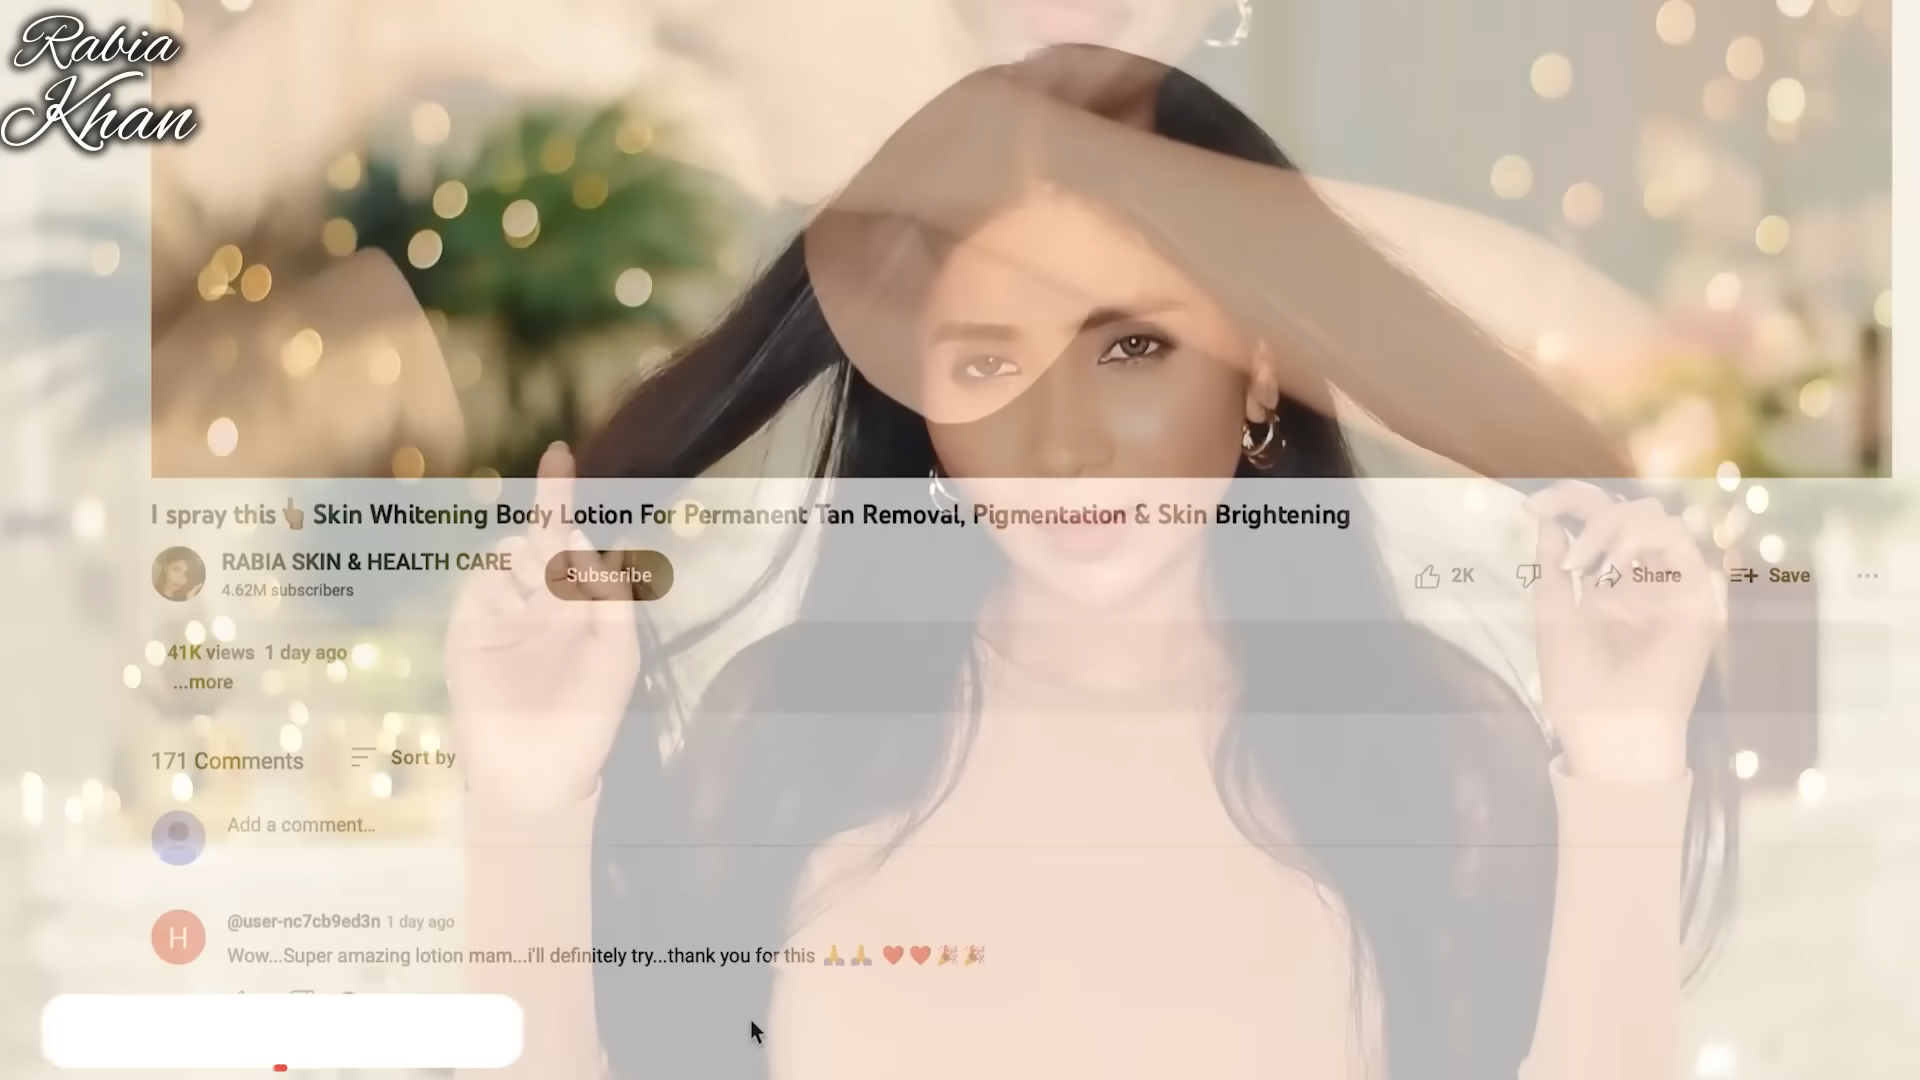 Rabia
Khan
I spray this👆 Skin Whitening Body Lotion For Permanent Tan Removal, Pigmentation & Skin Brightening
RABIA SKIN & HEALTH CARE
4.62M subscribers
Subscribe
2K
Share
Save
41K views 1 day ago
...more
171 Comments
Sort by
Add a comment...
H
@user-nc7cb9ed3n 1 day ago
Wow...Super amazing lotion mam...i'll definitely try...thank you for this 🙏🙏 ❤️❤️🎉🎉